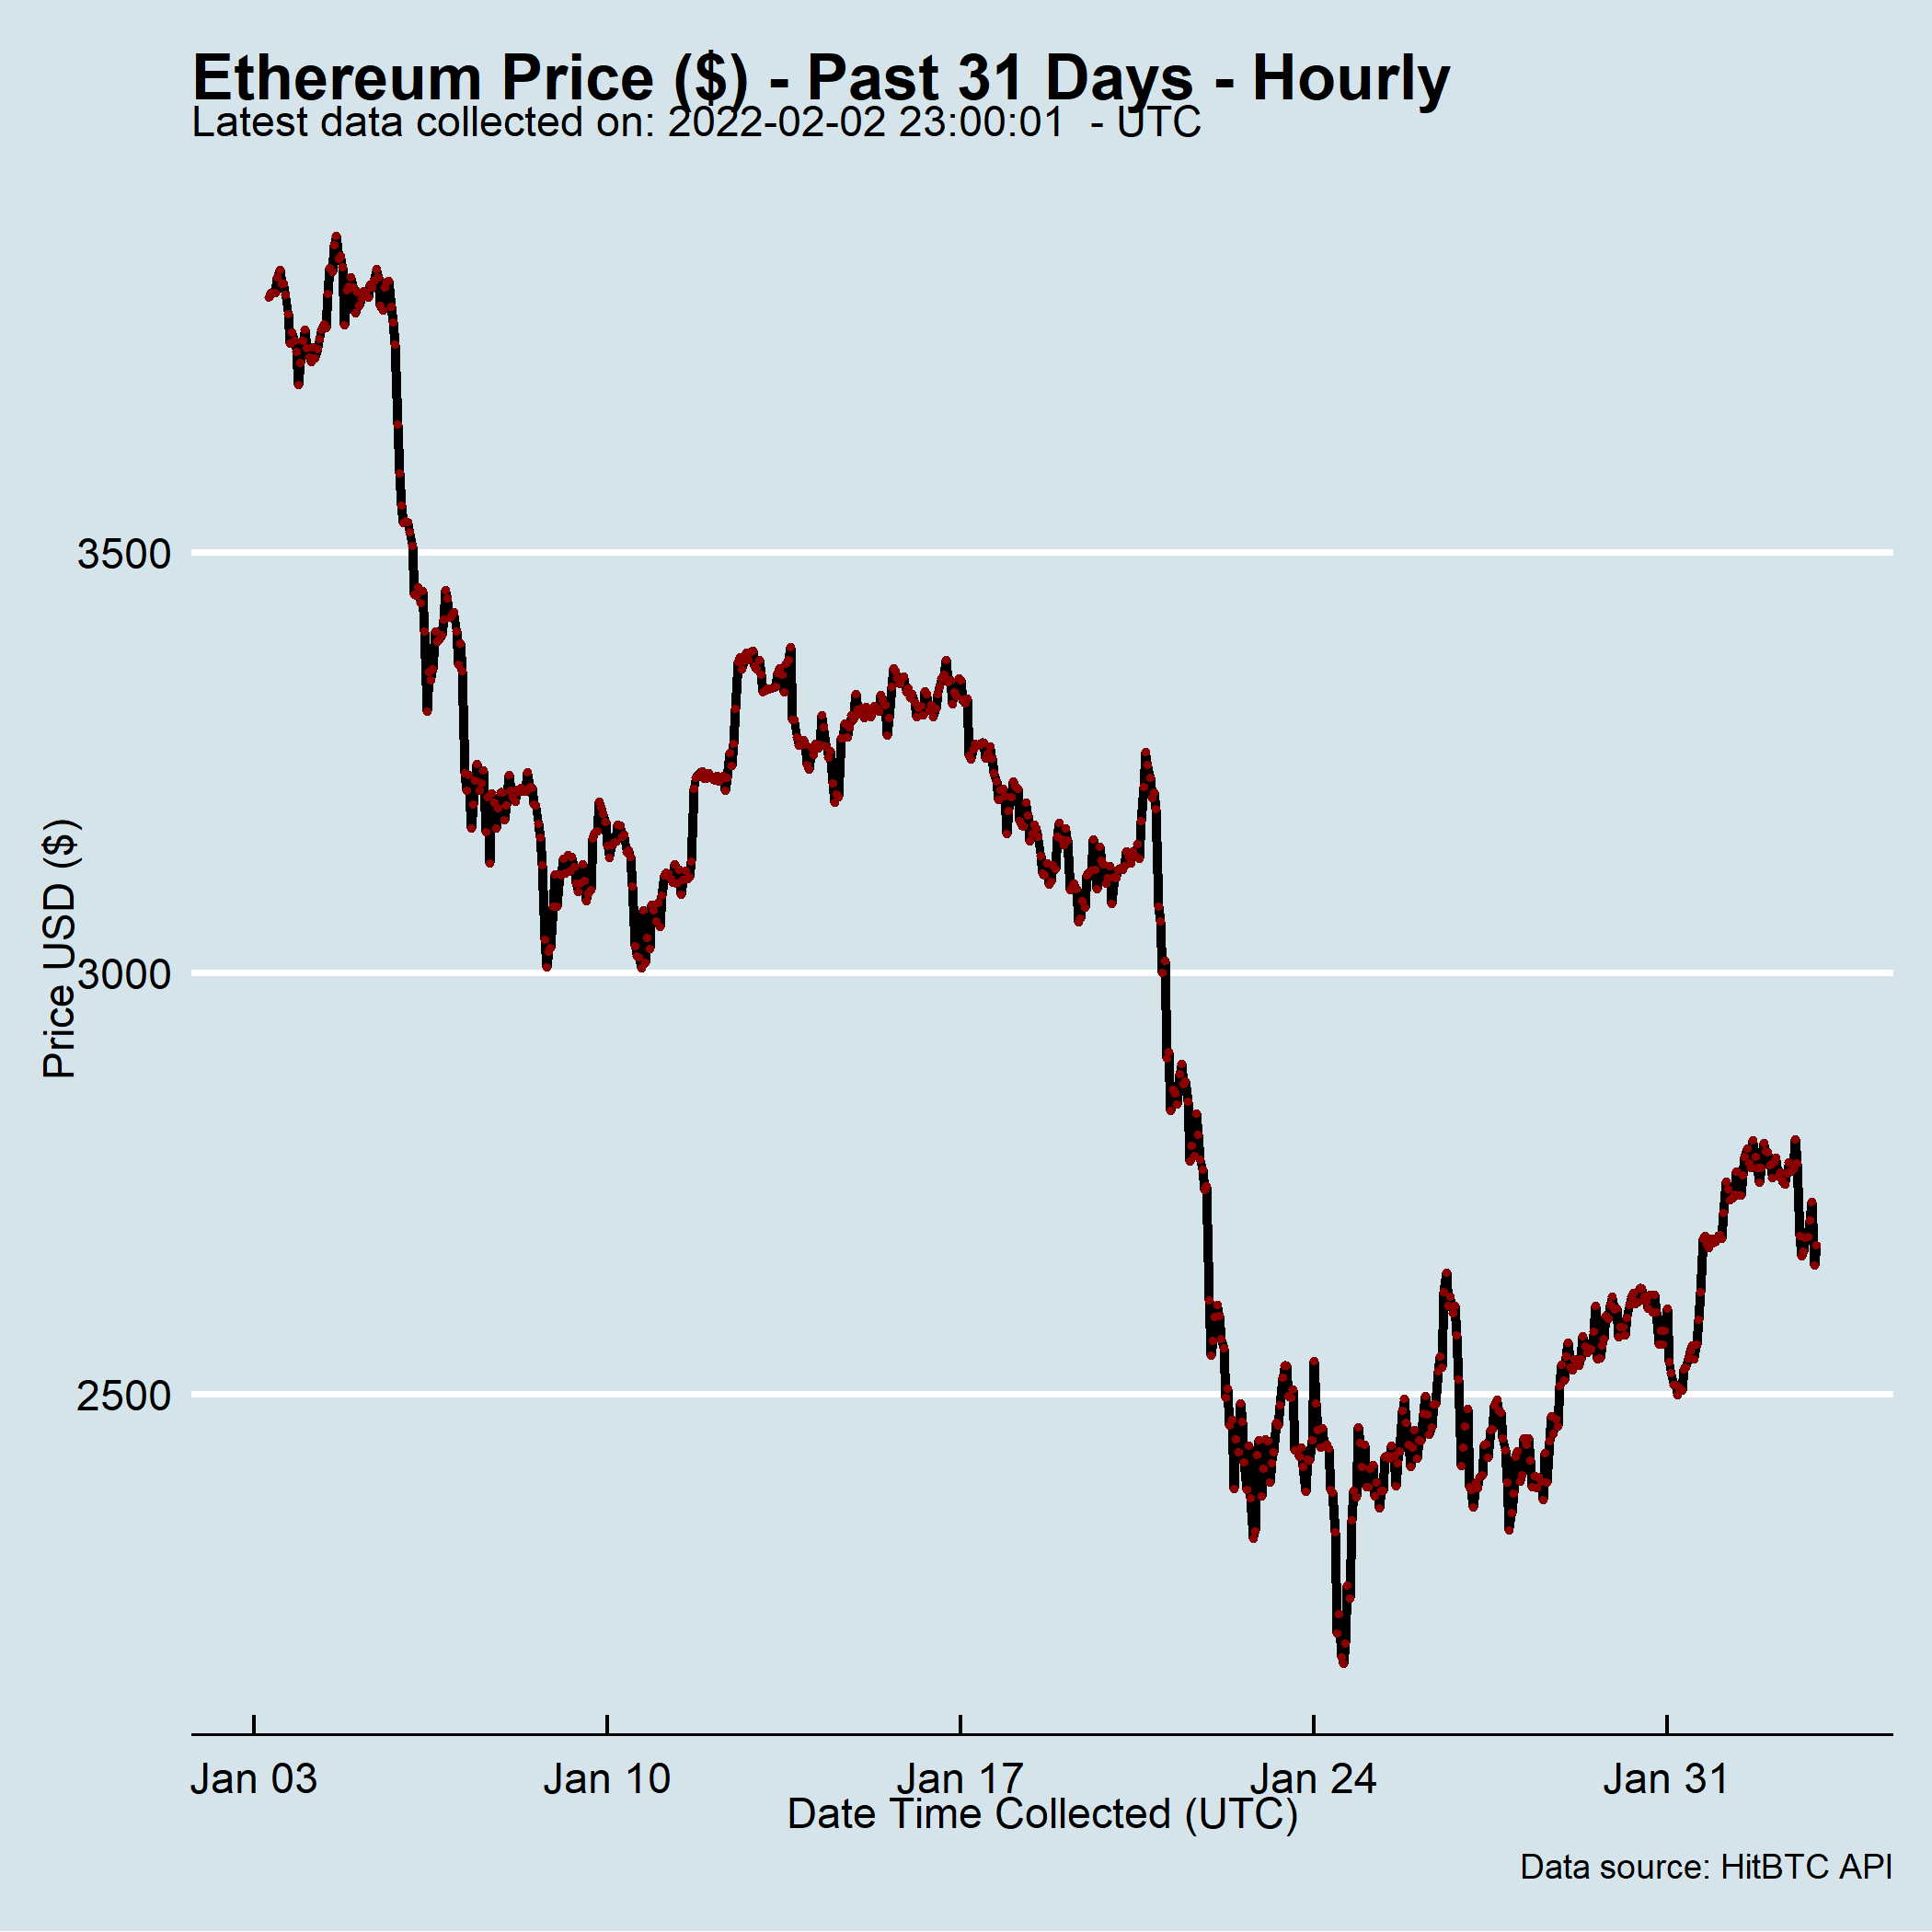 Ethereum Price ($) - Past 31 Days - Hourly
Latest data collected on: 2022-02-02 23:00:01  - UTC
Price USD ($)
3500
3000
2500
Jan 03
Jan 10
Jan 17
Jan 24
Jan 31
Date Time Collected (UTC)
Data source: HitBTC API